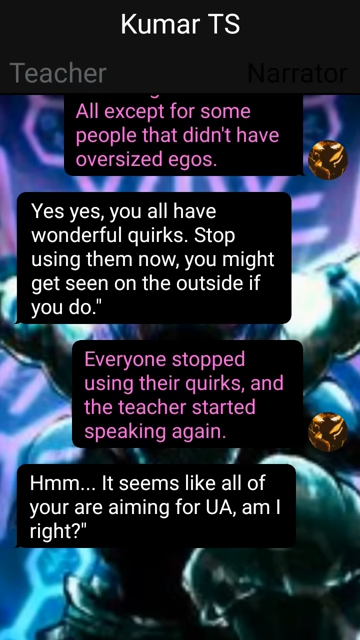 Kumar TS
Teacher
Narrator
All except for some
people that didn't have
oversized egos.
Yes yes, you all have
wonderful quirks. Stop
using them now, you might
get seen on the outside if
you do."
Everyone stopped
using their quirks, and
the teacher started
speaking again.
Hmm... It seems like all of
your are aiming for UA, am I
right?"